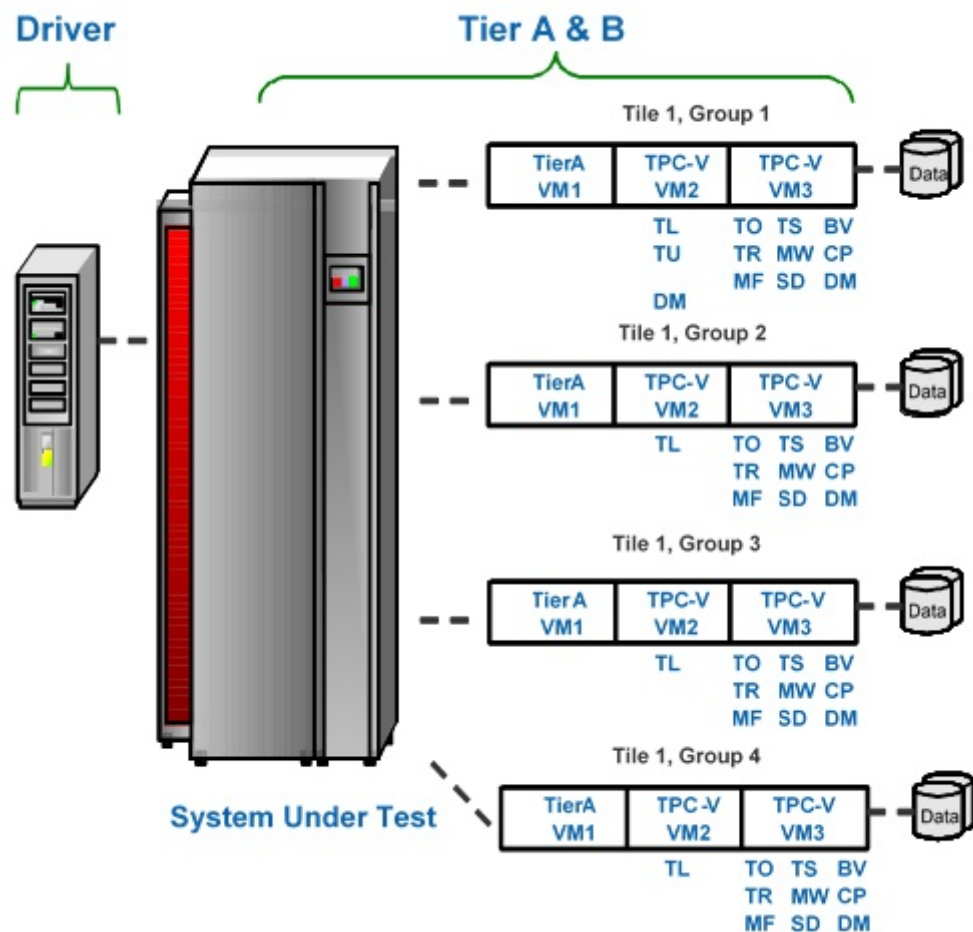 Driver
Tier A & B
Tile 1, Group 1
TierA TPC-V TPC-V
VM1 VM2 VM3
Data
TL TO TS BV
TU TR MW CP
MF SD DM
DM
Tile 1, Group 2
TierA TPC-V TPC-V
VM1 VM2 VM3
Data
TL TO TS BV
TR MW CP
MF SD DM
Tile 1, Group 3
TierA TPC-V TPC-V
VM1 VM2 VM3
Data
TL TO TS BV
TR MW CP
MF SD DM
Tile 1, Group 4
System Under Test
TierA TPC-V TPC-V
VM1 VM2 VM3
Data
TL TO TS BV
TR MW CP
MF SD DM